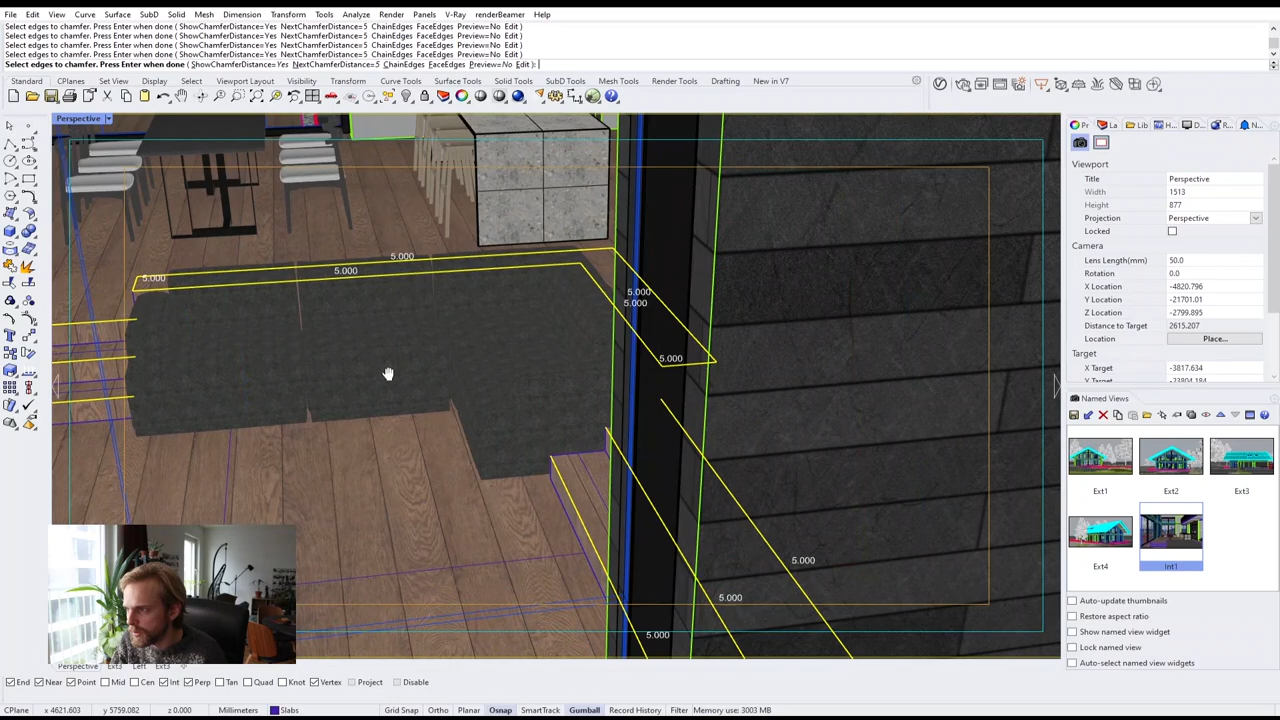 File Edit View Curve Surface SubD Solid Mesh Dimension Transform Tools Analyze Render Panels V-Ray renderBeamer Help
Select edges to chamfer. Press Enter when done ( ShowChamferDistance=Yes NextChamferDistance=5 ChainEdges FaceEdges Preview=No Edit )
Select edges to chamfer. Press Enter when done ( ShowChamferDistance=Yes NextChamferDistance=5 ChainEdges FaceEdges Preview=No Edit )
Select edges to chamfer. Press Enter when done ( ShowChamferDistance=Yes NextChamferDistance=5 ChainEdges FaceEdges Preview=No Edit )
Select edges to chamfer. Press Enter when done ( ShowChamferDistance=Yes NextChamferDistance=5 ChainEdges FaceEdges Preview=No Edit )
Select edges to chamfer. Press Enter when done ( ShowChamferDistance=Yes NextChamferDistance=5 ChainEdges FaceEdges Preview=No Edit ):
Standard CPlanes Set View Display Select Viewport Layout Visibility Transform Curve Tools Surface Tools Solid Tools SubD Tools Mesh Tools Render Tools Drafting New in V7
Perspective
Pr La Lib H... D... R... N...
Viewport
Title Perspective
Width 1513
Height 877
Projection Perspective
Locked
Camera
Lens Length(mm) 50.0
Rotation 0.0
X Location -4820.796
Y Location -21701.01
Z Location -2799.895
Distance to Target 2615.207
Location Place...
Target
X Target -3817.634
Y Target -23804.184
Named Views
Ext1 Ext2 Ext3
Ext4 Int1
Auto-update thumbnails
Restore aspect ratio
Show named view widget
Lock named view
Auto-select named view widgets
5.000
5.000
5.000
5.000
5.000
5.000
5.000
5.000
5.000
Perspective Ext3 Left Ext3
End Near Point Mid Cen Int Perp Tan Quad Knot Vertex Project Disable
CPlane x 4621.603 y 5759.082 z 0.000 Millimeters Slabs Grid Snap Ortho Planar Osnap SmartTrack Gumball Record History Filter Memory use: 3003 MB